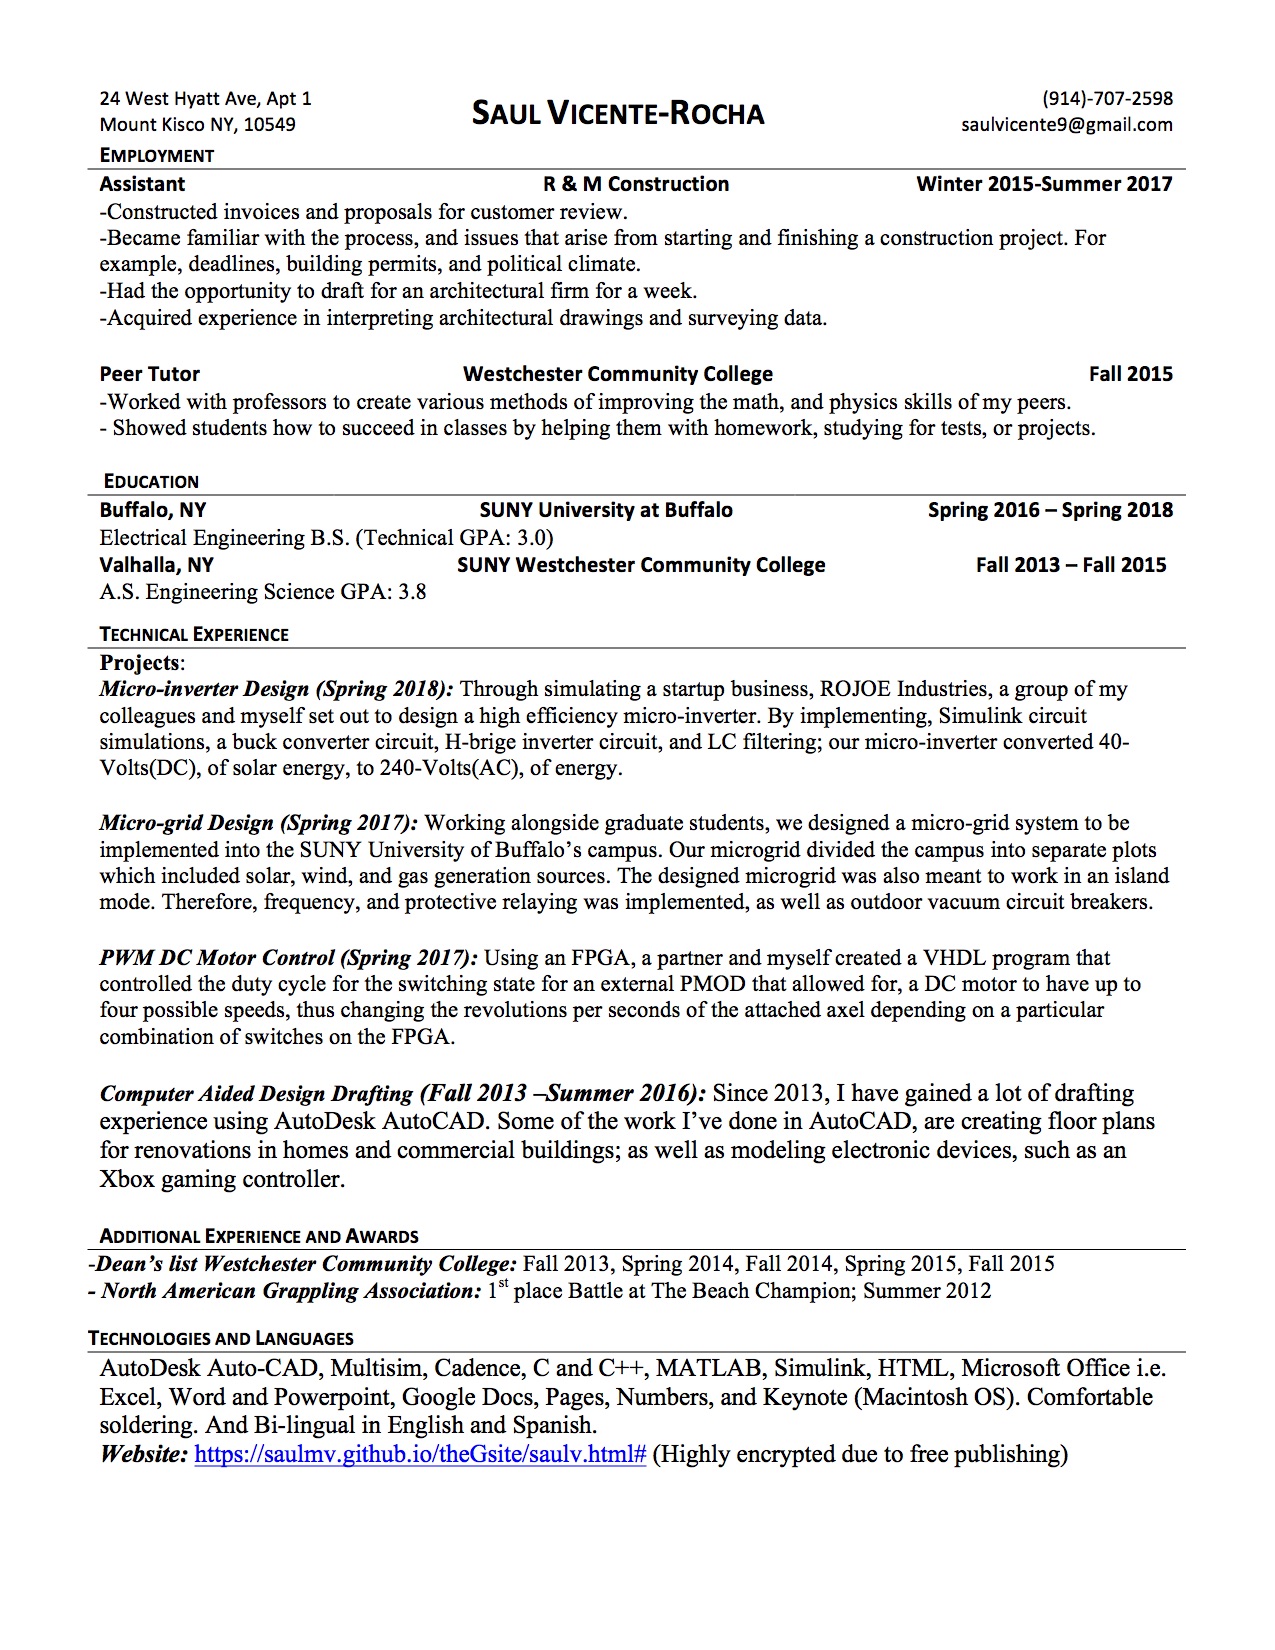 24 West Hyatt Ave, Apt 1
Mount Kisco NY, 10549
SAUL VICENTE-ROCHA
(914)-707-2598
saulvicente9@gmail.com
EMPLOYMENT
Assistant R & M Construction Winter 2015-Summer 2017
-Constructed invoices and proposals for customer review.
-Became familiar with the process, and issues that arise from starting and finishing a construction project. For
example, deadlines, building permits, and political climate.
-Had the opportunity to draft for an architectural firm for a week.
-Acquired experience in interpreting architectural drawings and surveying data.
Peer Tutor Westchester Community College Fall 2015
-Worked with professors to create various methods of improving the math, and physics skills of my peers.
- Showed students how to succeed in classes by helping them with homework, studying for tests, or projects.
EDUCATION
Buffalo, NY SUNY University at Buffalo Spring 2016 – Spring 2018
Electrical Engineering B.S. (Technical GPA: 3.0)
Valhalla, NY SUNY Westchester Community College Fall 2013 – Fall 2015
A.S. Engineering Science GPA: 3.8
TECHNICAL EXPERIENCE
Projects:
Micro-inverter Design (Spring 2018): Through simulating a startup business, ROJOE Industries, a group of my
colleagues and myself set out to design a high efficiency micro-inverter. By implementing, Simulink circuit
simulations, a buck converter circuit, H-brige inverter circuit, and LC filtering; our micro-inverter converted 40-
Volts(DC), of solar energy, to 240-Volts(AC), of energy.
Micro-grid Design (Spring 2017): Working alongside graduate students, we designed a micro-grid system to be
implemented into the SUNY University of Buffalo’s campus. Our microgrid divided the campus into separate plots
which included solar, wind, and gas generation sources. The designed microgrid was also meant to work in an island
mode. Therefore, frequency, and protective relaying was implemented, as well as outdoor vacuum circuit breakers.
PWM DC Motor Control (Spring 2017): Using an FPGA, a partner and myself created a VHDL program that
controlled the duty cycle for the switching state for an external PMOD that allowed for, a DC motor to have up to
four possible speeds, thus changing the revolutions per seconds of the attached axel depending on a particular
combination of switches on the FPGA.
Computer Aided Design Drafting (Fall 2013 –Summer 2016): Since 2013, I have gained a lot of drafting
experience using AutoDesk AutoCAD. Some of the work I’ve done in AutoCAD, are creating floor plans
for renovations in homes and commercial buildings; as well as modeling electronic devices, such as an
Xbox gaming controller.
ADDITIONAL EXPERIENCE AND AWARDS
-Dean’s list Westchester Community College: Fall 2013, Spring 2014, Fall 2014, Spring 2015, Fall 2015
- North American Grappling Association: 1st place Battle at The Beach Champion; Summer 2012
TECHNOLOGIES AND LANGUAGES
AutoDesk Auto-CAD, Multisim, Cadence, C and C++, MATLAB, Simulink, HTML, Microsoft Office i.e.
Excel, Word and Powerpoint, Google Docs, Pages, Numbers, and Keynote (Macintosh OS). Comfortable
soldering. And Bi-lingual in English and Spanish.
Website: https://saulmv.github.io/theGsite/saulv.html# (Highly encrypted due to free publishing)